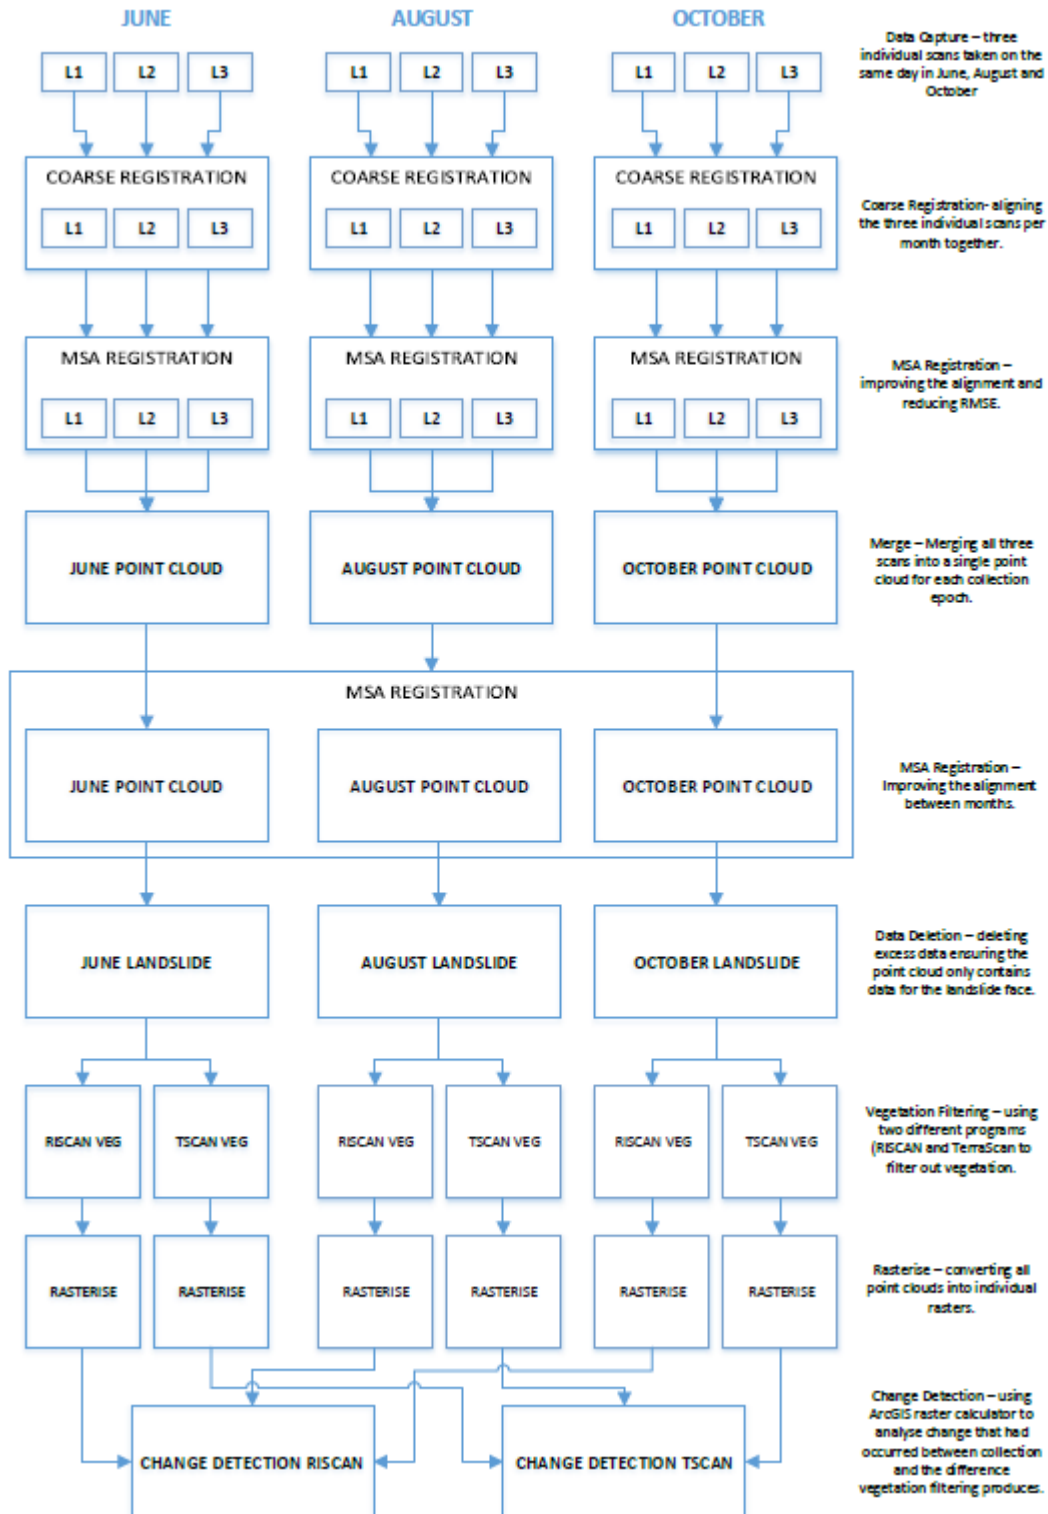 JUNE
AUGUST
OCTOBER
Data Capture – three
individual scans taken on the
same day in June, August and
October
L1 L2 L3
L1 L2 L3
L1 L2 L3
COARSE REGISTRATION
L1 L2 L3
COARSE REGISTRATION
L1 L2 L3
COARSE REGISTRATION
L1 L2 L3
Coarse Registration- aligning
the three individual scans per
month together.
MSA REGISTRATION
L1 L2 L3
MSA REGISTRATION
L1 L2 L3
MSA REGISTRATION
L1 L2 L3
MSA Registration –
improving the alignment and
reducing RMSE.
JUNE POINT CLOUD
AUGUST POINT CLOUD
OCTOBER POINT CLOUD
Merge – Merging all three
scans into a single point
cloud for each collection
epoch.
MSA REGISTRATION
JUNE POINT CLOUD
AUGUST POINT CLOUD
OCTOBER POINT CLOUD
MSA Registration –
Improving the alignment
between months.
JUNE LANDSLIDE
AUGUST LANDSLIDE
OCTOBER LANDSLIDE
Data Deletion – deleting
excess data ensuring the
point cloud only contains
data for the landslide face.
RISCAN VEG
TSCAN VEG
RISCAN VEG
TSCAN VEG
RISCAN VEG
TSCAN VEG
Vegetation Filtering – using
two different programs
(RISCAN and TerraScan to
filter out vegetation.
RASTERISE
RASTERISE
RASTERISE
RASTERISE
RASTERISE
RASTERISE
Rasterise – converting all
point clouds into individual
rasters.
CHANGE DETECTION RISCAN
CHANGE DETECTION TSCAN
Change Detection – using
ArcGIS raster calculator to
analyse change that had
occurred between collection
and the difference
vegetation filtering produces.